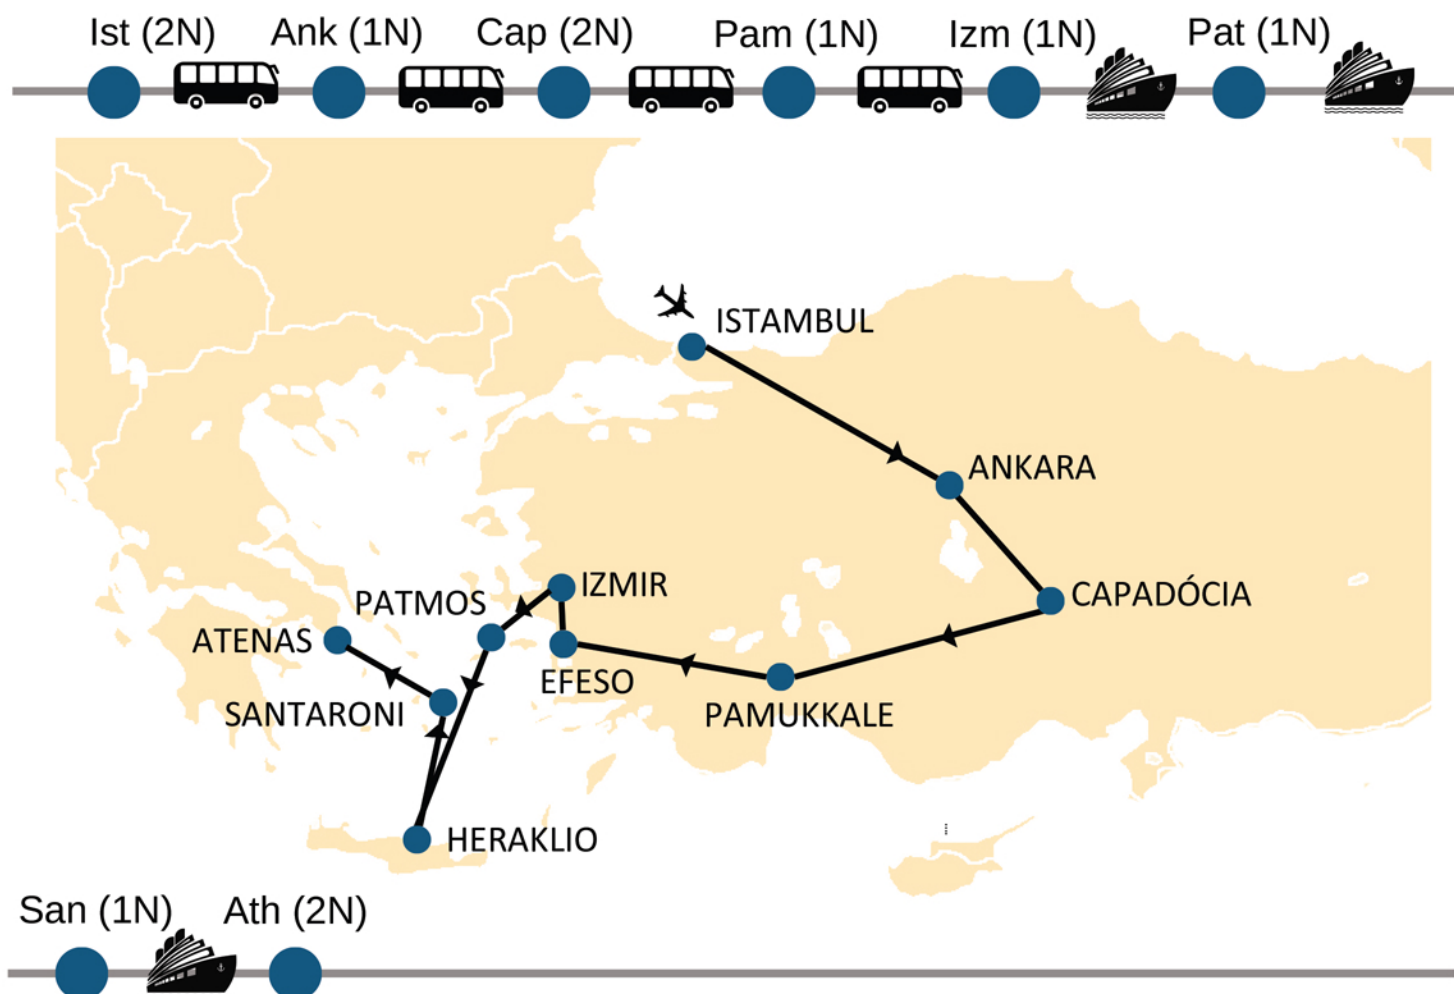 Ist (2N) Ank (1N) Cap (2N) Pam (1N) Izm (1N) Pat (1N)
ISTAMBUL
ANKARA
CAPADÓCIA
IZMIR
PATMOS
ATENAS
EFESO
SANTARONI
PAMUKKALE
HERAKLIO
San (1N) Ath (2N)